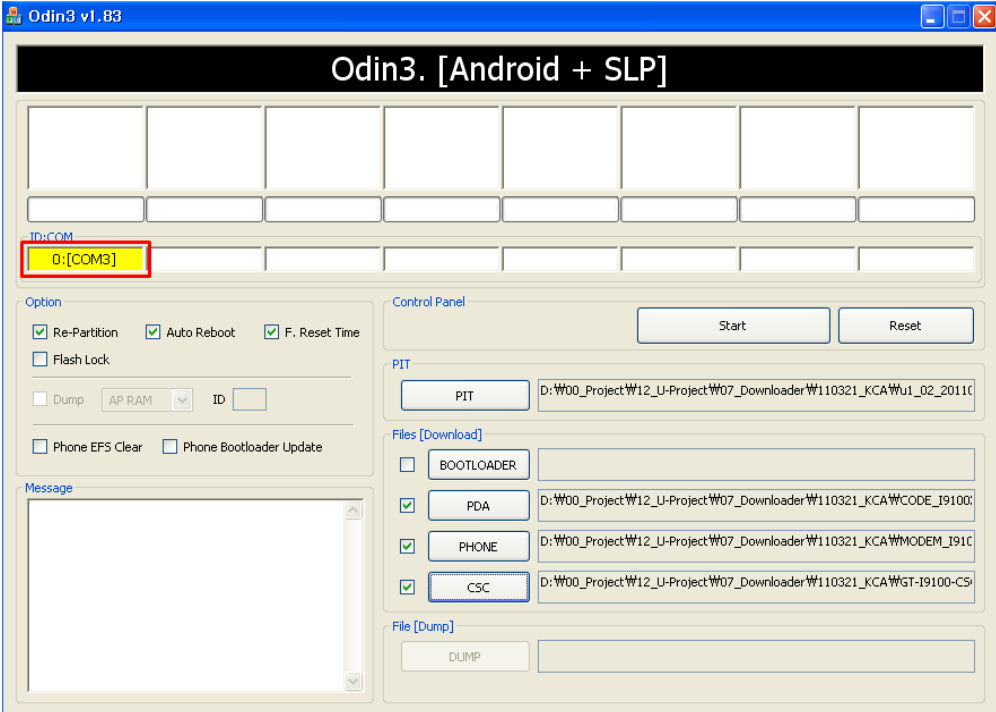 Odin3 v1.83
Odin3. [Android + SLP]
ID:COM
0:[COM3]
Option
Re-Partition Auto Reboot F. Reset Time
Flash Lock
Dump AP RAM ID
Phone EFS Clear Phone Bootloader Update
Message
Control Panel
Start Reset
PIT
PIT D:₩00_Project₩12_U-Project₩07_Downloader₩110321_KCA₩u1_02_20110
Files [Download]
BOOTLOADER
PDA D:₩00_Project₩12_U-Project₩07_Downloader₩110321_KCA₩CODE_I9100
PHONE D:₩00_Project₩12_U-Project₩07_Downloader₩110321_KCA₩MODEM_I910
CSC D:₩00_Project₩12_U-Project₩07_Downloader₩110321_KCA₩GT-I9100-CS
File [Dump]
DUMP